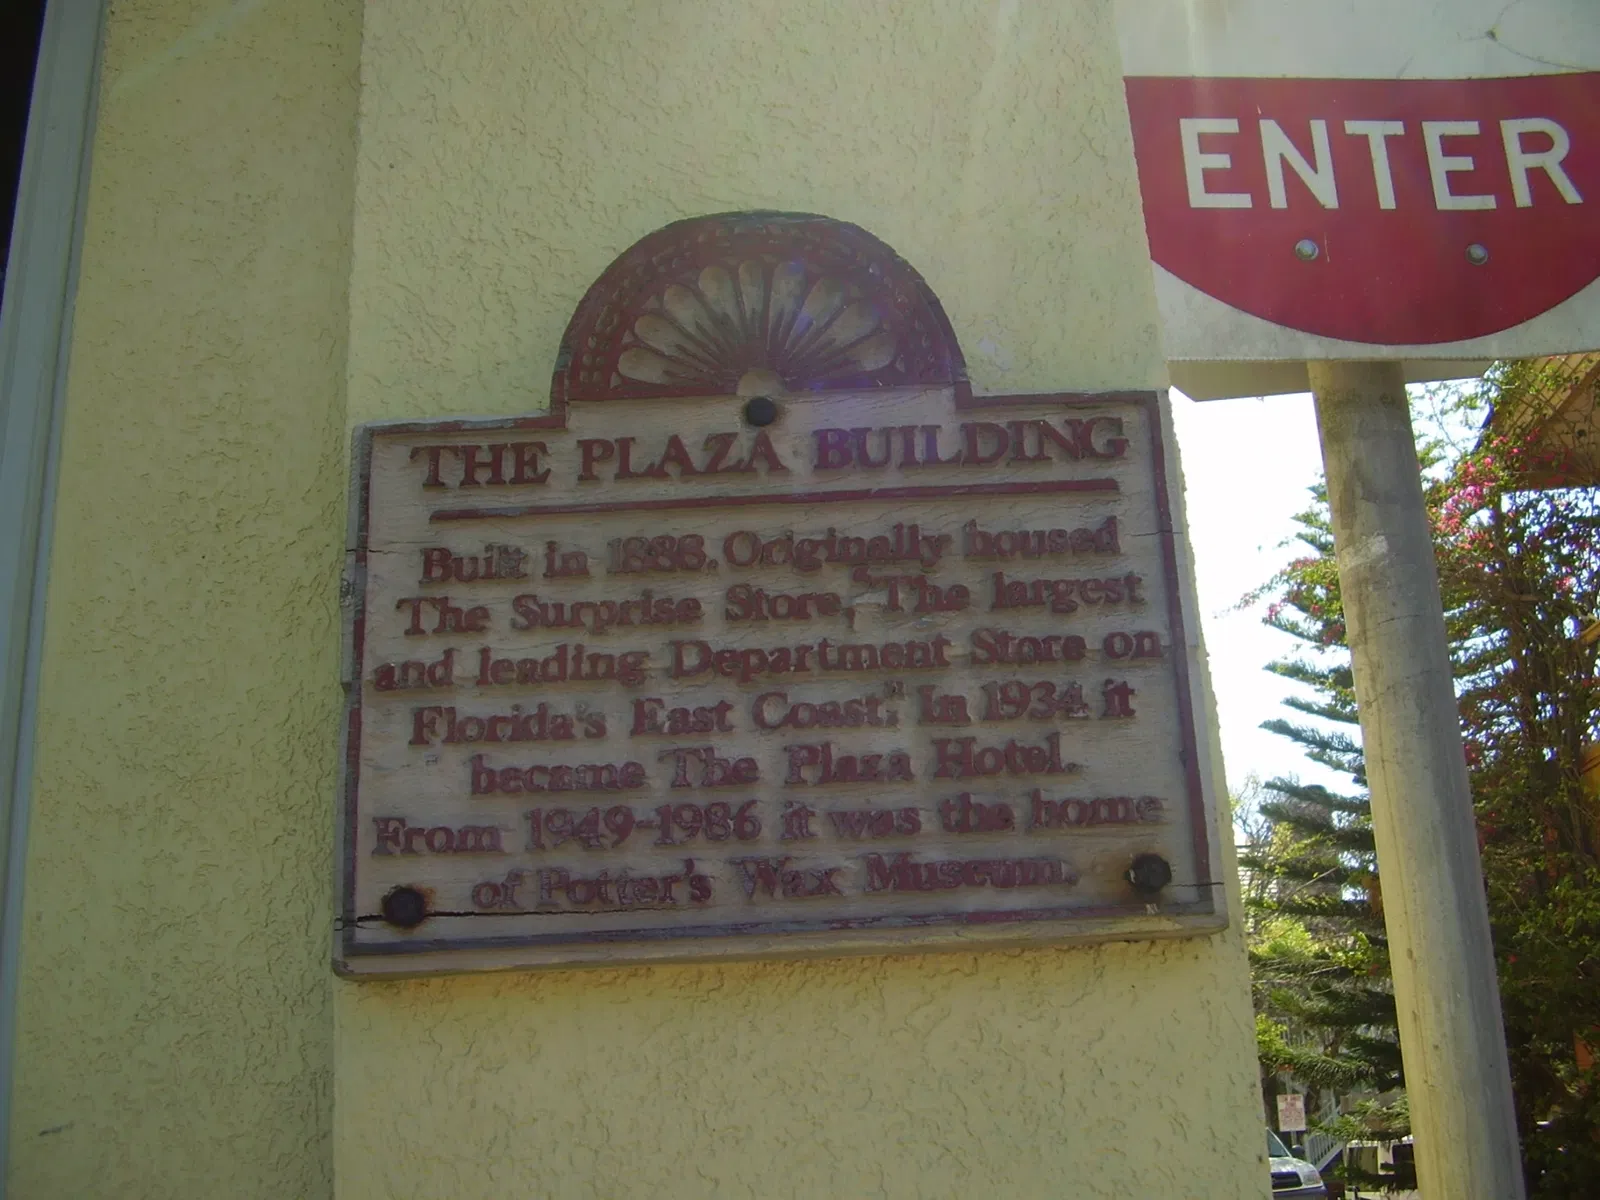 ENTER
THE PLAZA BUILDING
Built in 1888. Originally housed
The Surprise Store, "The largest
and leading Department Store on
Florida's East Coast." In 1934 it
became The Plaza Hotel.
From 1949-1986 it was the home
of Potter's Wax Museum.